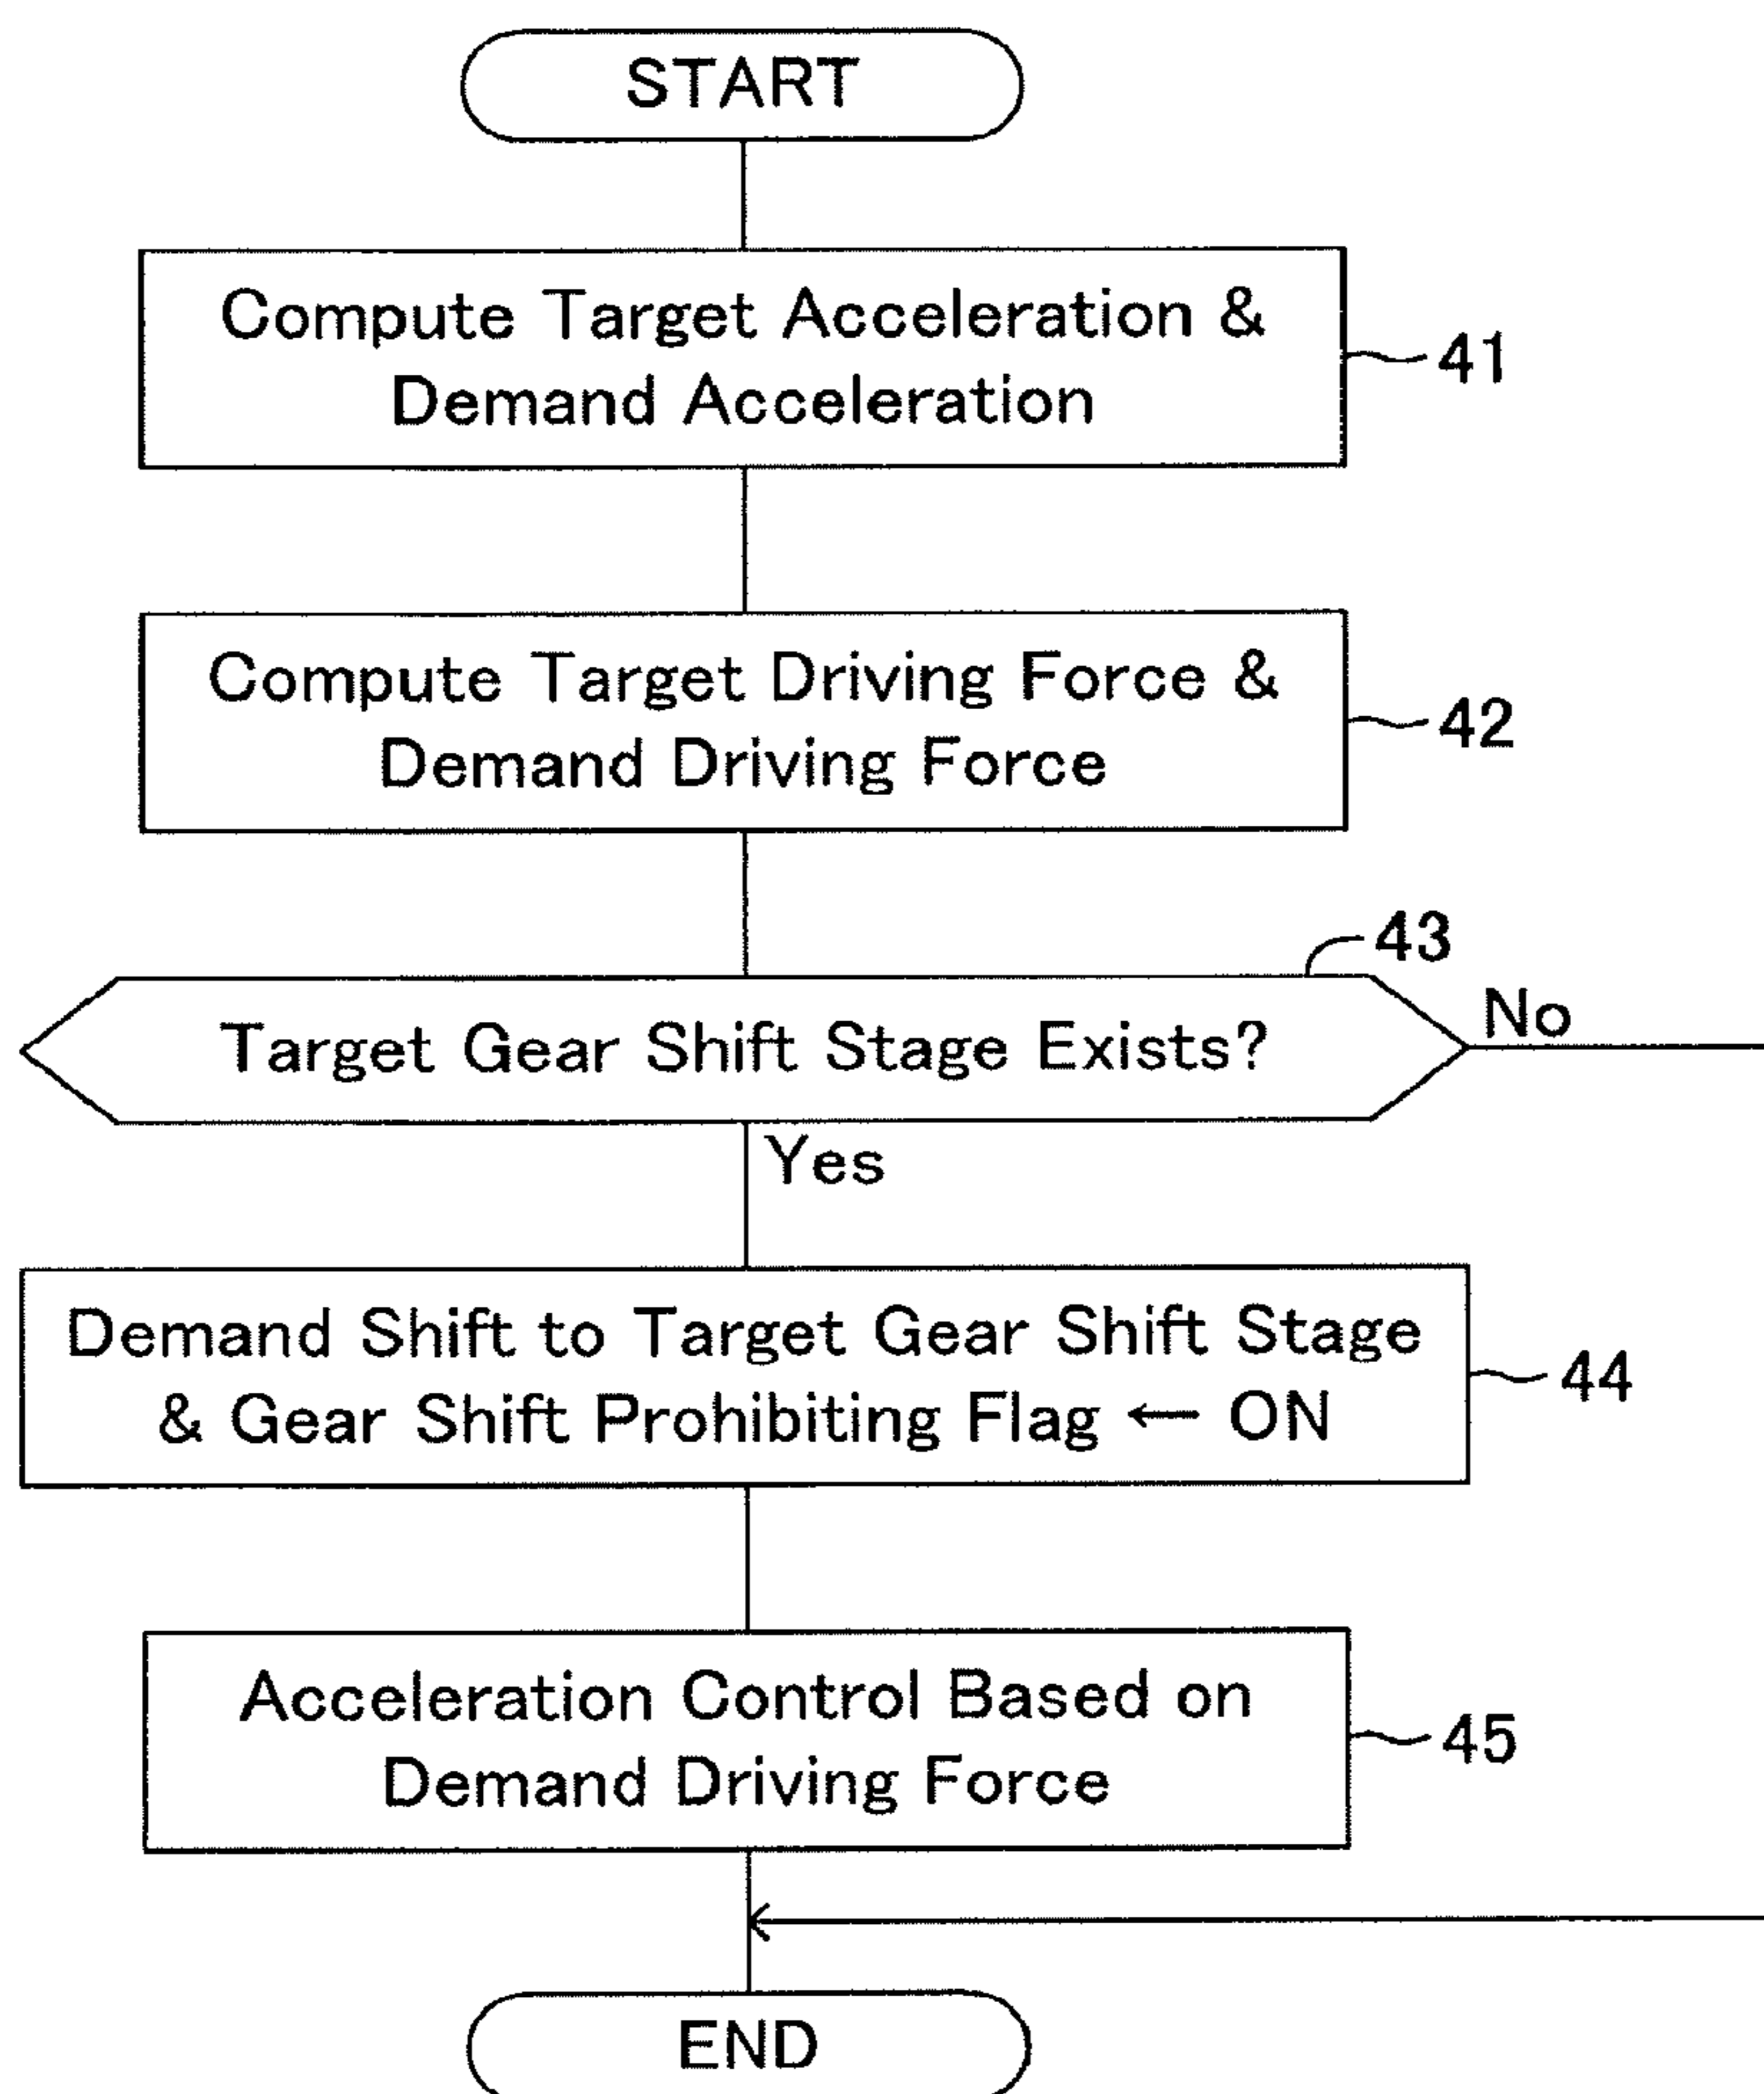 START
Compute Target Acceleration &
Demand Acceleration
41
Compute Target Driving Force &
Demand Driving Force
42
43
Target Gear Shift Stage Exists?
No
Yes
Demand Shift to Target Gear Shift Stage
& Gear Shift Prohibiting Flag ← ON
44
Acceleration Control Based on
Demand Driving Force
45
END